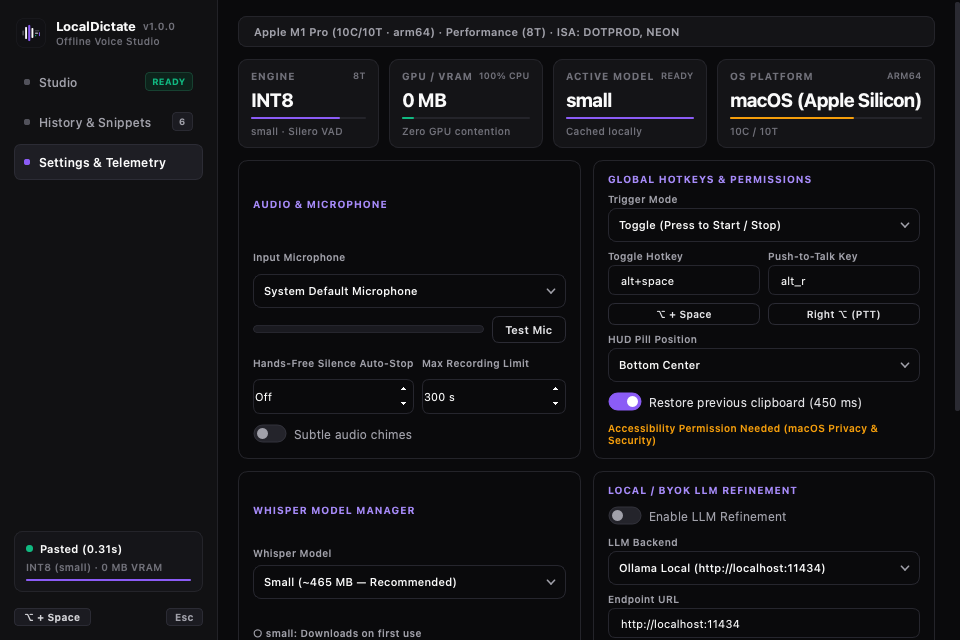 LocalDictate v1.0.0
Offline Voice Studio
Studio READY
History & Snippets 6
Settings & Telemetry
Pasted (0.31s)
INT8 (small) · 0 MB VRAM
⌥ + Space Esc
Apple M1 Pro (10C/10T · arm64) · Performance (8T) · ISA: DOTPROD, NEON
ENGINE 8T
INT8
small · Silero VAD
GPU / VRAM 100% CPU
0 MB
Zero GPU contention
ACTIVE MODEL READY
small
Cached locally
OS PLATFORM ARM64
macOS (Apple Silicon)
10C / 10T
AUDIO & MICROPHONE
Input Microphone
System Default Microphone
Test Mic
Hands-Free Silence Auto-Stop Max Recording Limit
Off 300 s
Subtle audio chimes
GLOBAL HOTKEYS & PERMISSIONS
Trigger Mode
Toggle (Press to Start / Stop)
Toggle Hotkey Push-to-Talk Key
alt+space alt_r
⌥ + Space Right ⌥ (PTT)
HUD Pill Position
Bottom Center
Restore previous clipboard (450 ms)
Accessibility Permission Needed (macOS Privacy &
Security)
WHISPER MODEL MANAGER
Whisper Model
Small (~465 MB — Recommended)
O small: Downloads on first use
LOCAL / BYOK LLM REFINEMENT
Enable LLM Refinement
LLM Backend
Ollama Local (http://localhost:11434)
Endpoint URL
http://localhost:11434